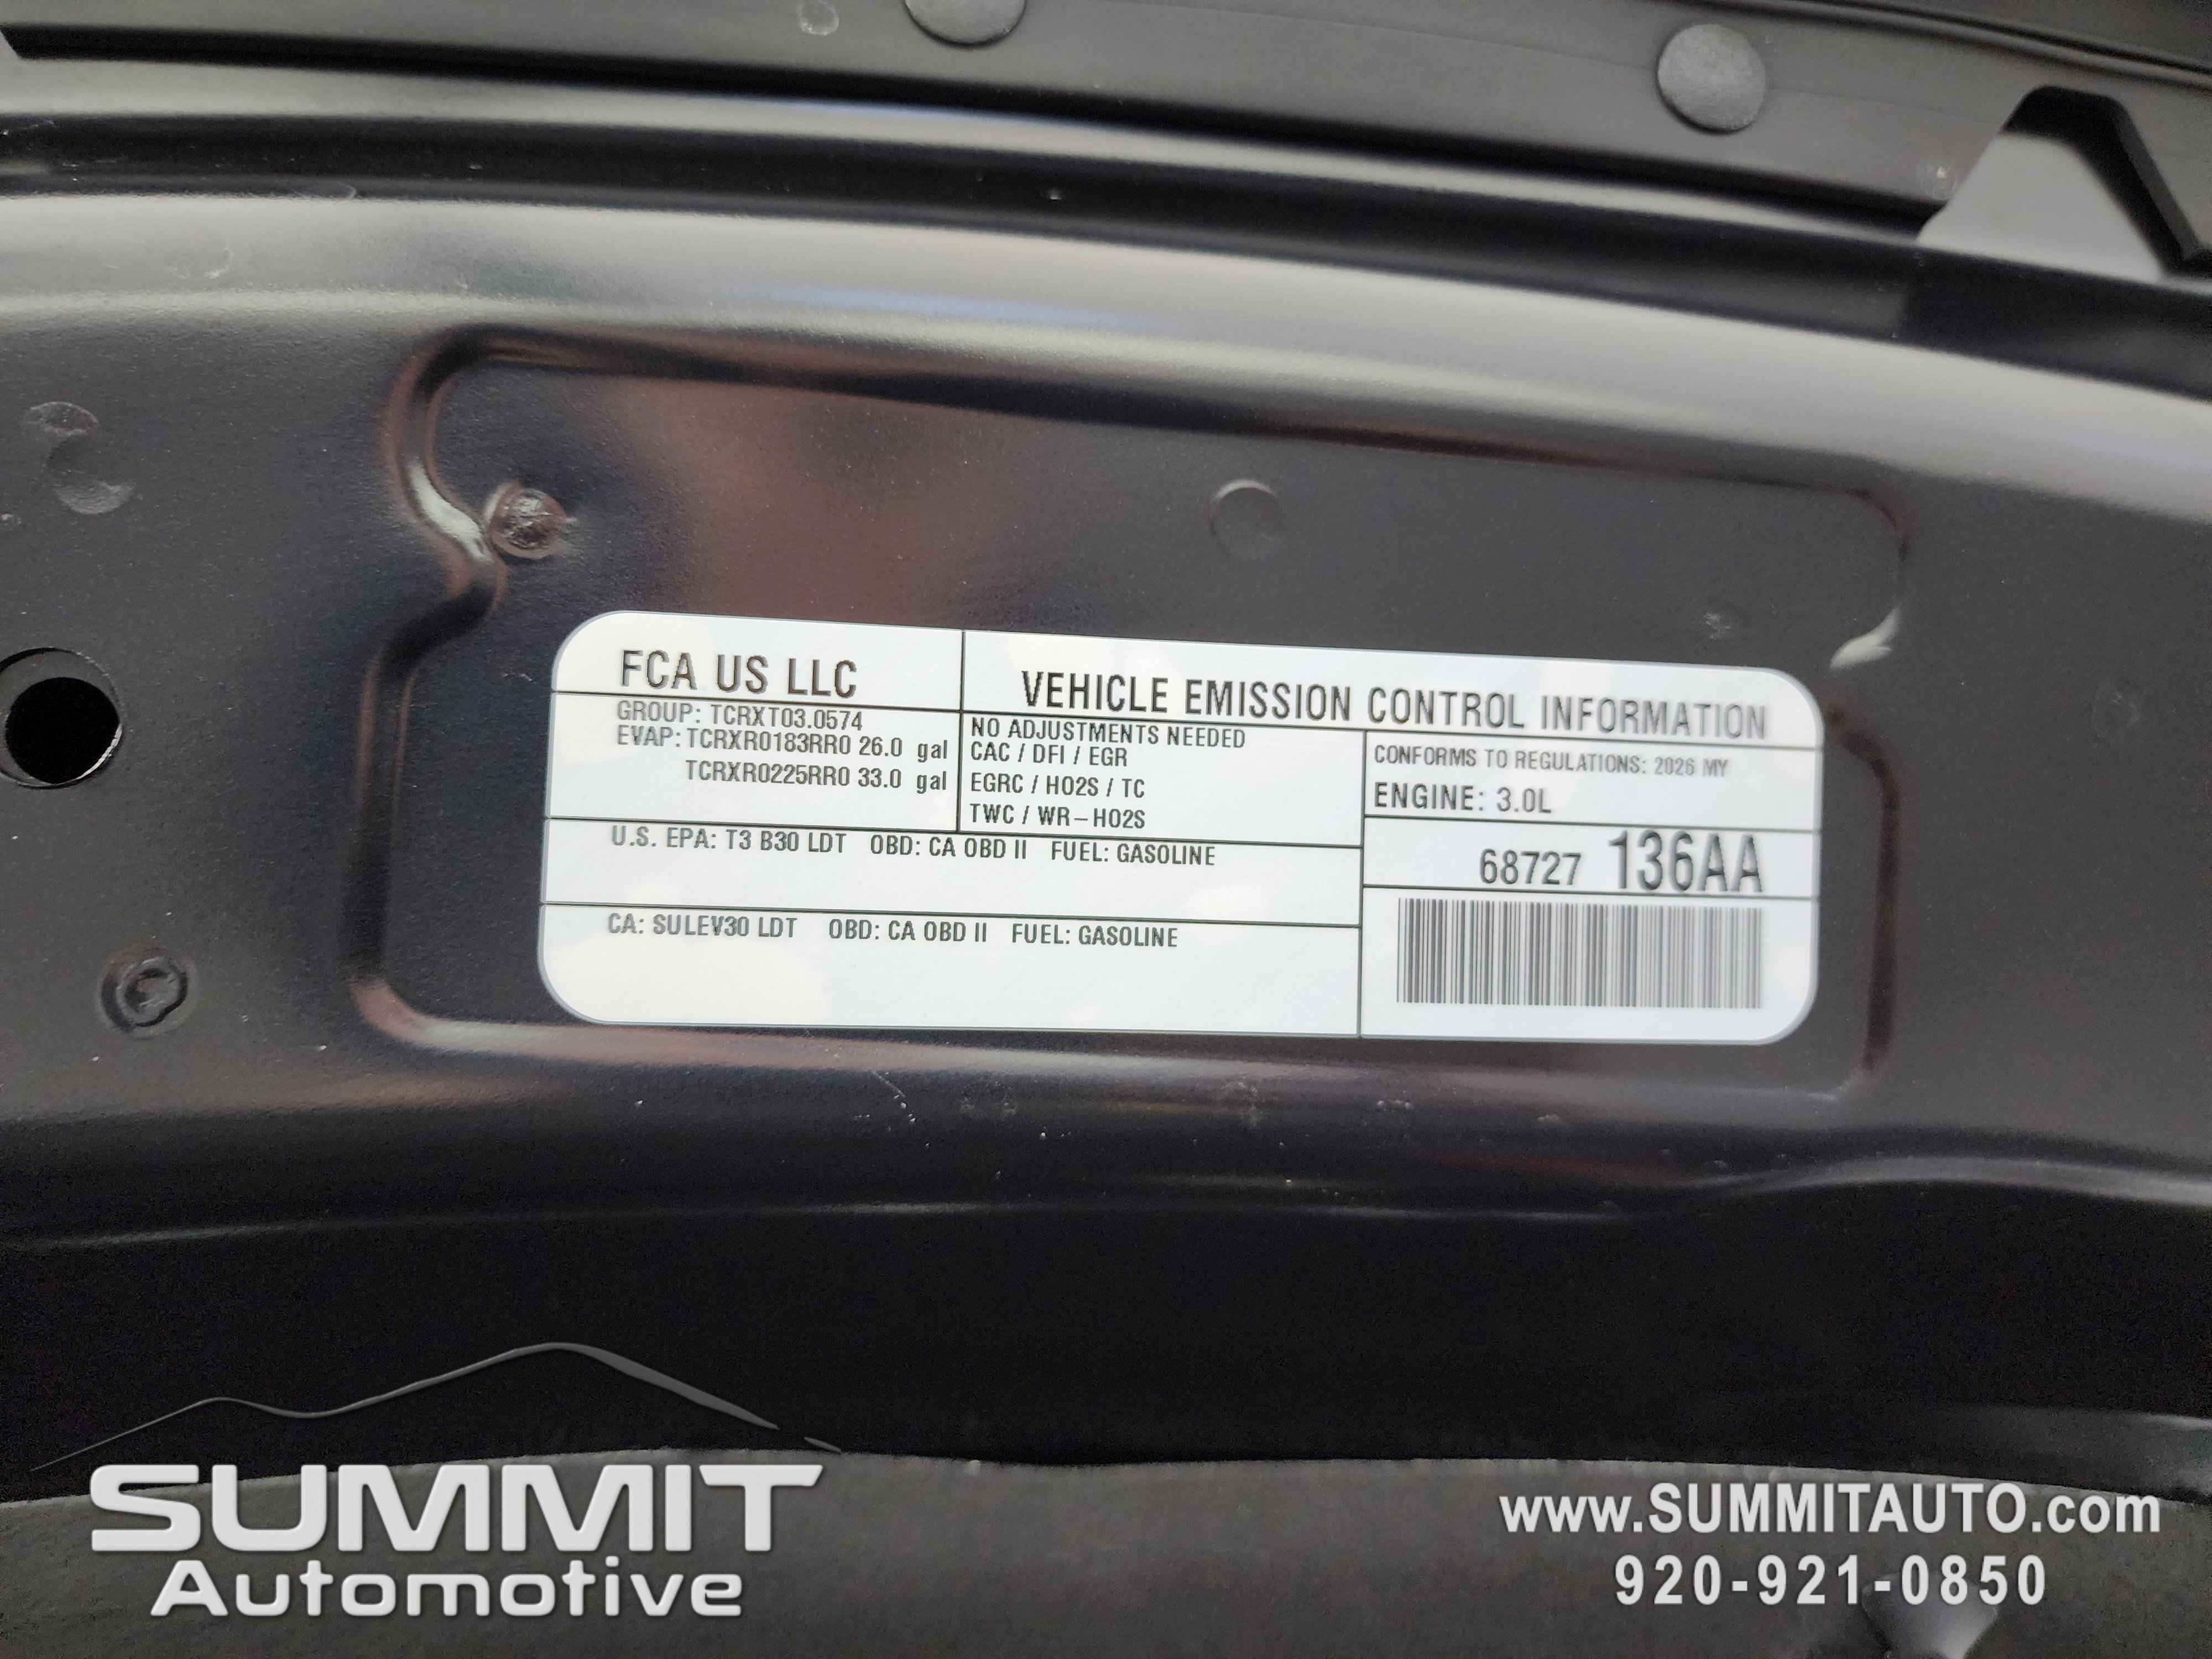 FCA US LLC
VEHICLE EMISSION CONTROL INFORMATION
GROUP: TCRXT03.0574
EVAP: TCRXR0183RR0 26.0 gal
TCRXR0225RR0 33.0 gal
NO ADJUSTMENTS NEEDED
CAC / DFI / EGR
EGRC / HO2S / TC
TWC / WR-HO2S
CONFORMS TO REGULATIONS: 2026 MY
ENGINE: 3.0L
68727 136AA
U.S. EPA: T3 B30 LDT OBD: CA OBD II FUEL: GASOLINE
CA: SULEV30 LDT OBD: CA OBD II FUEL: GASOLINE
SUMMIT
Automotive
www.SUMMITAUTO.com
920-921-0850